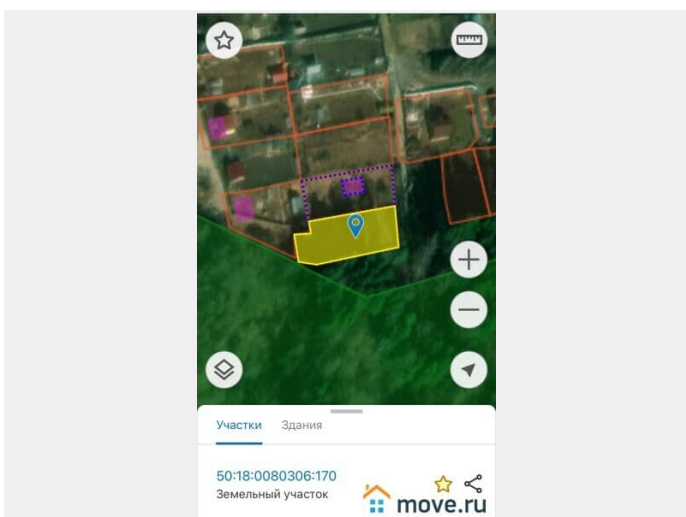 Участки Здания
50:18:0080306:170
Земельный участок
move.ru